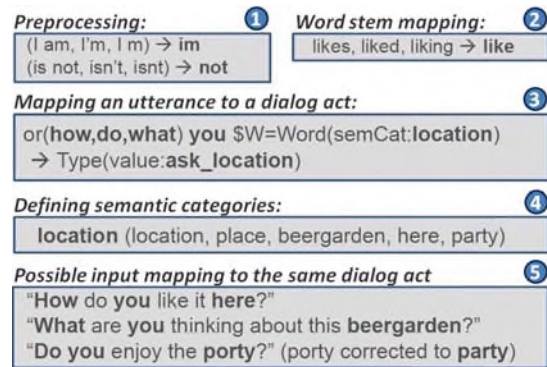 Preprocessing: 1
(I am, I'm, I m) → im
(is not, isn't, isnt) → not
Word stem mapping: 2
likes, liked, liking → like
Mapping an utterance to a dialog act: 3
or(how,do,what) you $W=Word(semCat:location)
→ Type(value:ask_location)
Defining semantic categories: 4
location (location, place, beergarden, here, party)
Possible input mapping to the same dialog act 5
“How do you like it here?”
“What are you thinking about this beergarden?”
“Do you enjoy the porty?” (porty corrected to party)